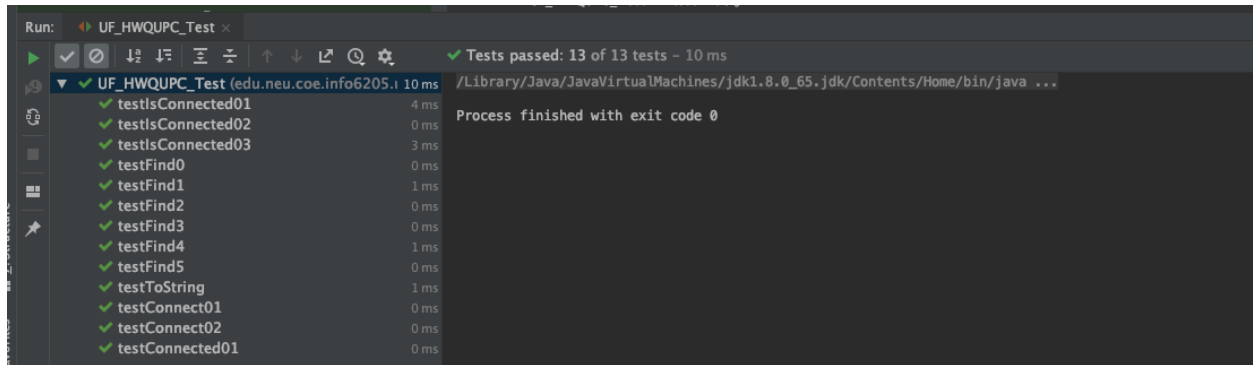 Run: UF_HWQUPC_Test ×
Tests passed: 13 of 13 tests – 10 ms
UF_HWQUPC_Test (edu.neu.coe.info6205.u 10 ms
/Library/Java/JavaVirtualMachines/jdk1.8.0_65.jdk/Contents/Home/bin/java ...
testIsConnected01 4 ms
testIsConnected02 0 ms
Process finished with exit code 0
testIsConnected03 3 ms
testFind0 0 ms
testFind1 1 ms
testFind2 0 ms
testFind3 0 ms
testFind4 1 ms
testFind5 0 ms
testToString 1 ms
testConnect01 0 ms
testConnect02 0 ms
testConnected01 0 ms